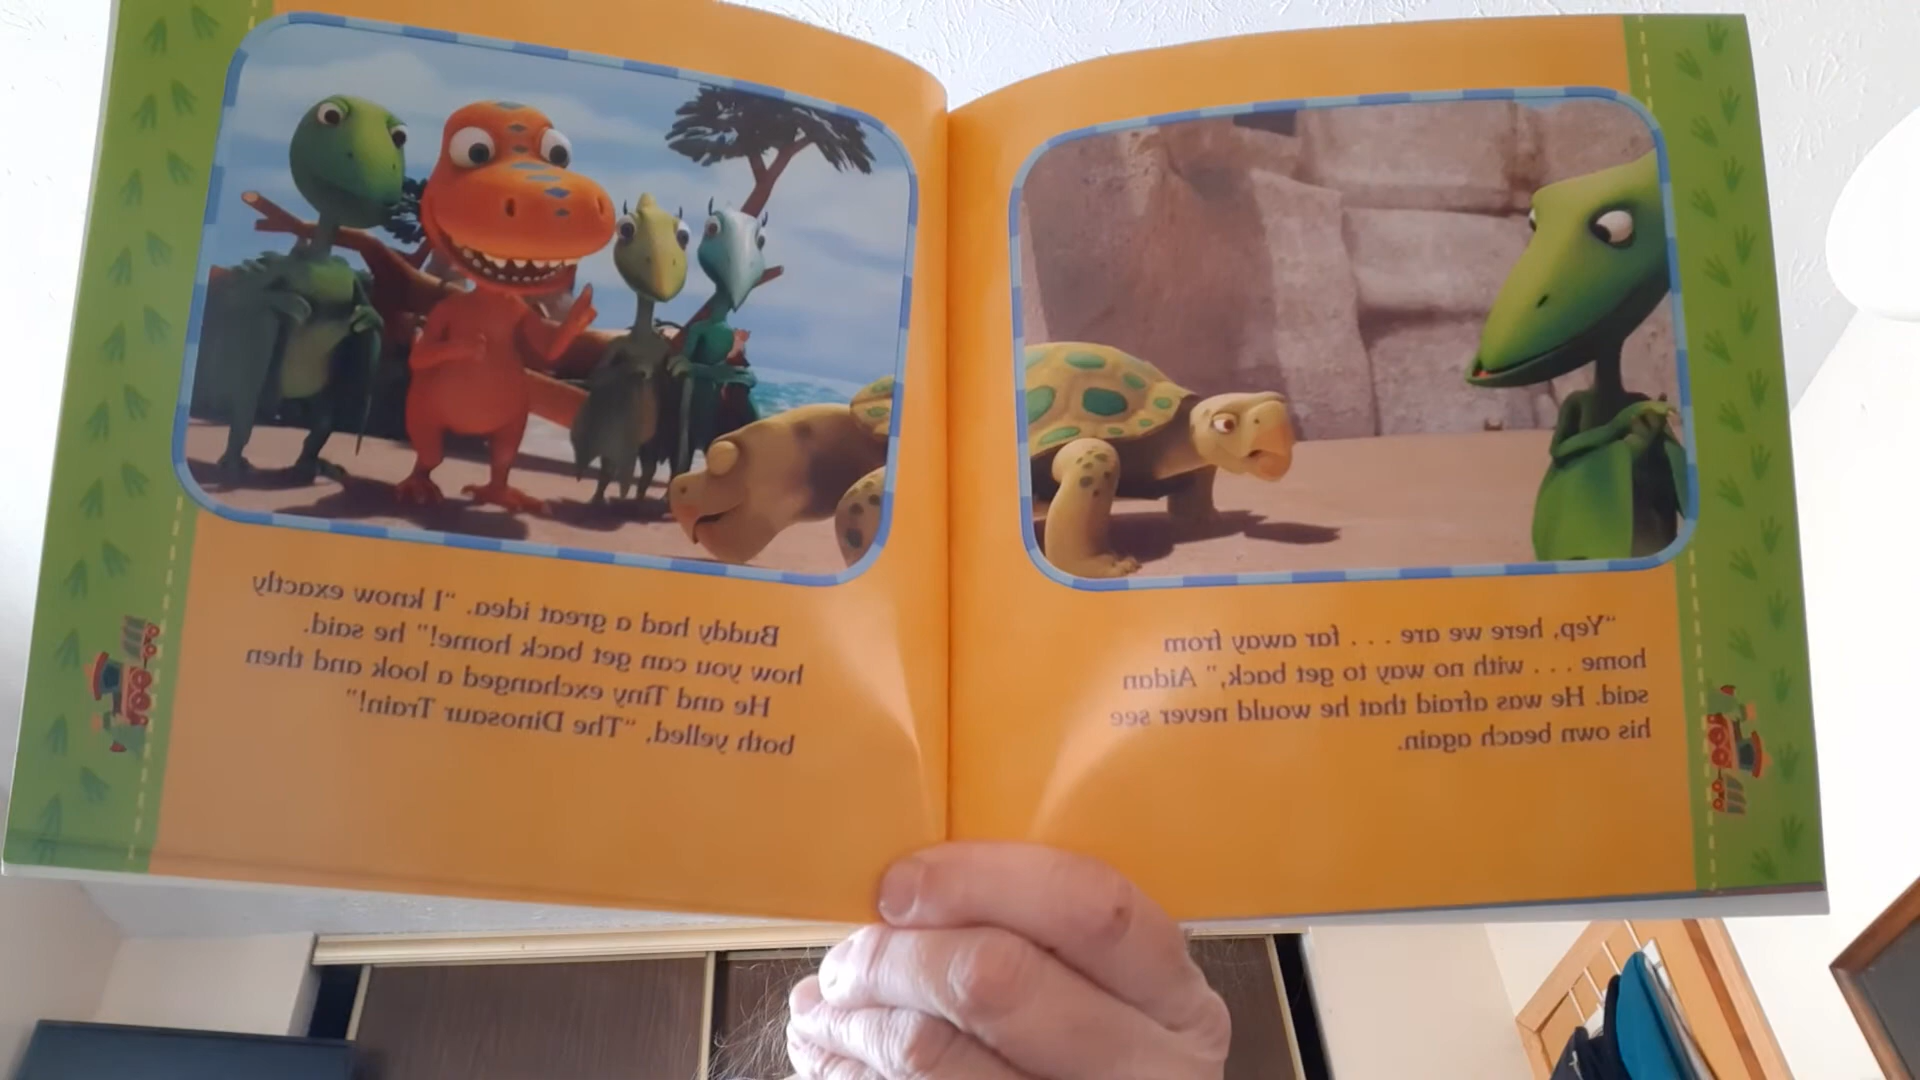 "Yep, here we are . . . far away from
home . . . with no way to get back," Aidan
said. He was afraid that he would never see
his own beach again.
Buddy had a great idea. "I know exactly
how you can get back home!" he said.
He and Tiny exchanged a look and then
both yelled, "The Dinosaur Train!"